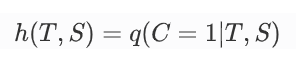 h(T, S) = q(C = 1|T, S)